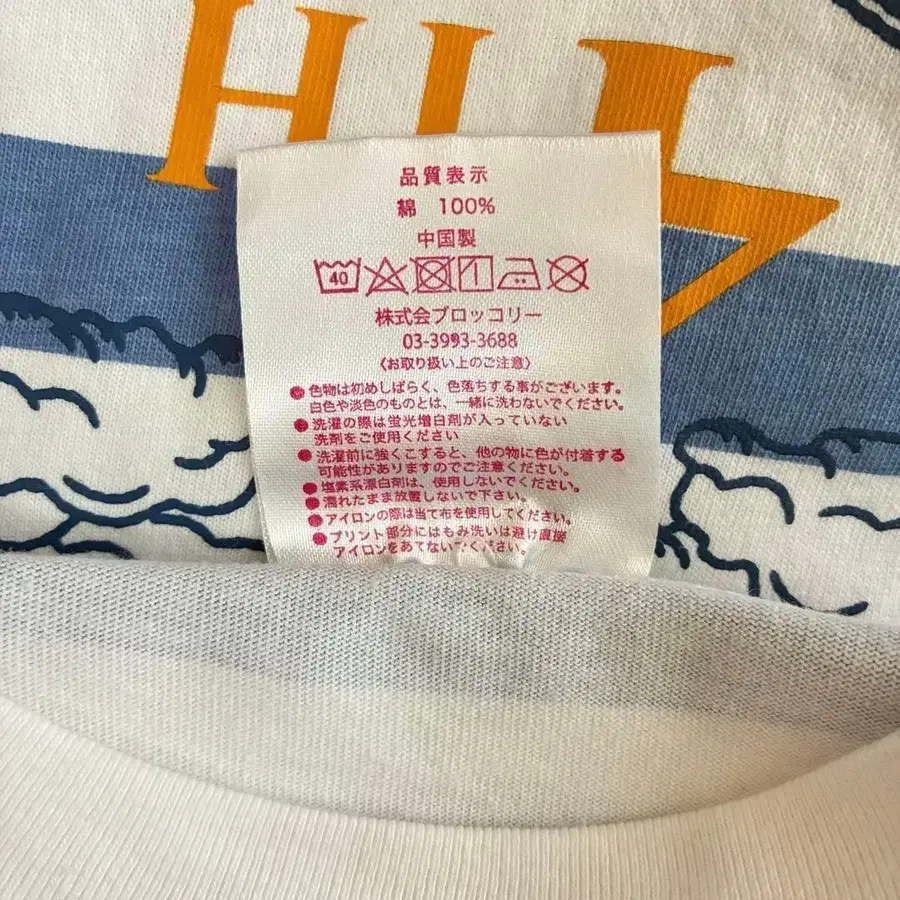 HIL
品質表示
綿 100%
中国製
40
株式会ブロッコリー
03-3993-3688
〈お取り扱い上のご注意〉
●色物は初めしばらく、色落ちする事がございます。
白色や淡色のものとは、一緒に洗わないでください。
●洗濯の際は蛍光増白剤が入っていない
洗剤をご使用ください
●洗濯前に強くこすると、他の物に色が付着する
可能性がありますのでご注意ください。
●塩素系漂白剤は、使用しないでください。
●濡れたまま放置しないで下さい。
●アイロンの際は当て布を使用してください。
●プリント部分にはもみ洗いは避け直接
アイロンをあてないでください。